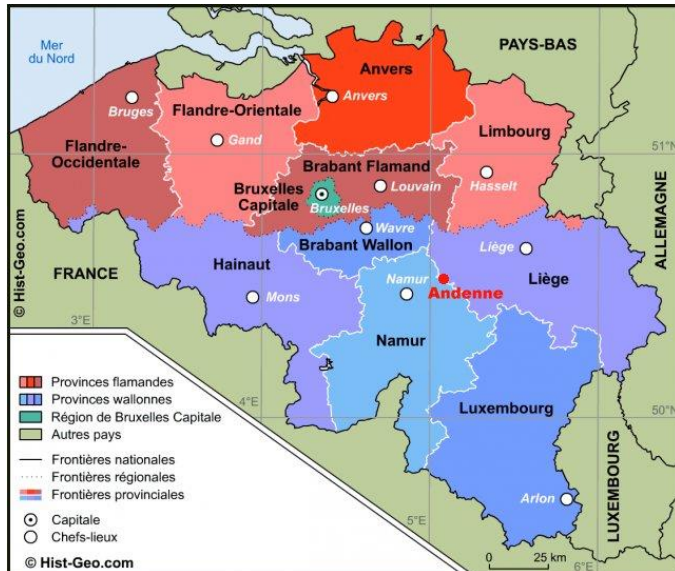 Mer
du Nord
PAYS-BAS
Anvers
Anvers
Bruges
Flandre-Orientale
Gand
Limbourg
Flandre-
Occidentale
51°N
Brabant Flamand
Bruxelles
Capitale
Louvain
Hasselt
Bruxelles
Wavre
Brabant Wallon
Liège
ALLEMAGNE
FRANCE
Hainaut
Liège
Namur
Andenne
© Hist-Geo.com
Mons
3°E
Namur
Provinces flamandes
Provinces wallonnes
Région de Bruxelles Capitale
Autres pays
4°E
Luxembourg
50°N
Frontières nationales
Frontières régionales
Frontières provinciales
LUXEMBOURG
Arlon
Capitale
Chefs-lieux
5°E
0
25 km
6°E
© Hist-Geo.com